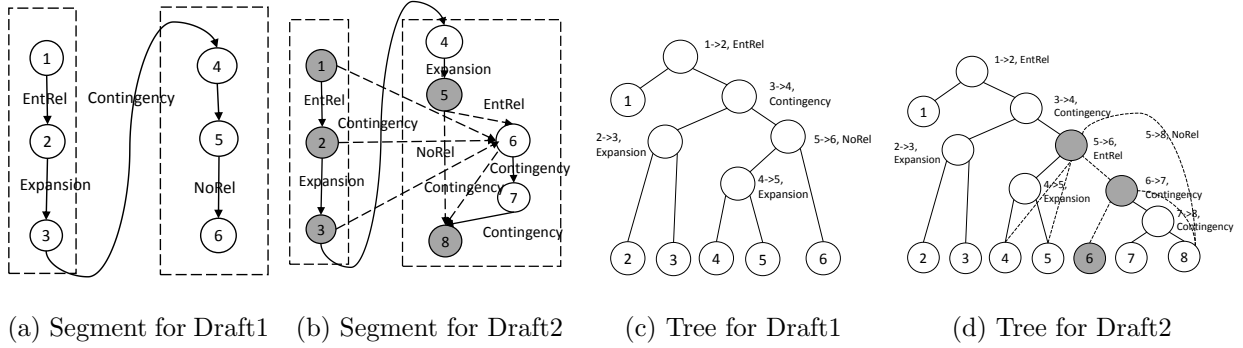 1
EntRel
2
Expansion
3
Contingency
4
5
NoRel
6
(a) Segment for Draft1
1
EntRel
2
Expansion
3
Contingency
4
Expansion
5
EntRel
6
NoRel
Contingency
7
Contingency
Contingency
8
(b) Segment for Draft2
1->2, EntRel
1
3->4,
Contingency
2->3,
Expansion
5->6, NoRel
4->5,
Expansion
2 3 4 5 6
(c) Tree for Draft1
1->2, EntRel
1
3->4,
Contingency
2->3,
Expansion
5->6,
EntRel
5->8, NoRel
4->5,
Expansion
6->7,
Contingency
7->8,
Contingency
2 3 4 5 6 7 8
(d) Tree for Draft2